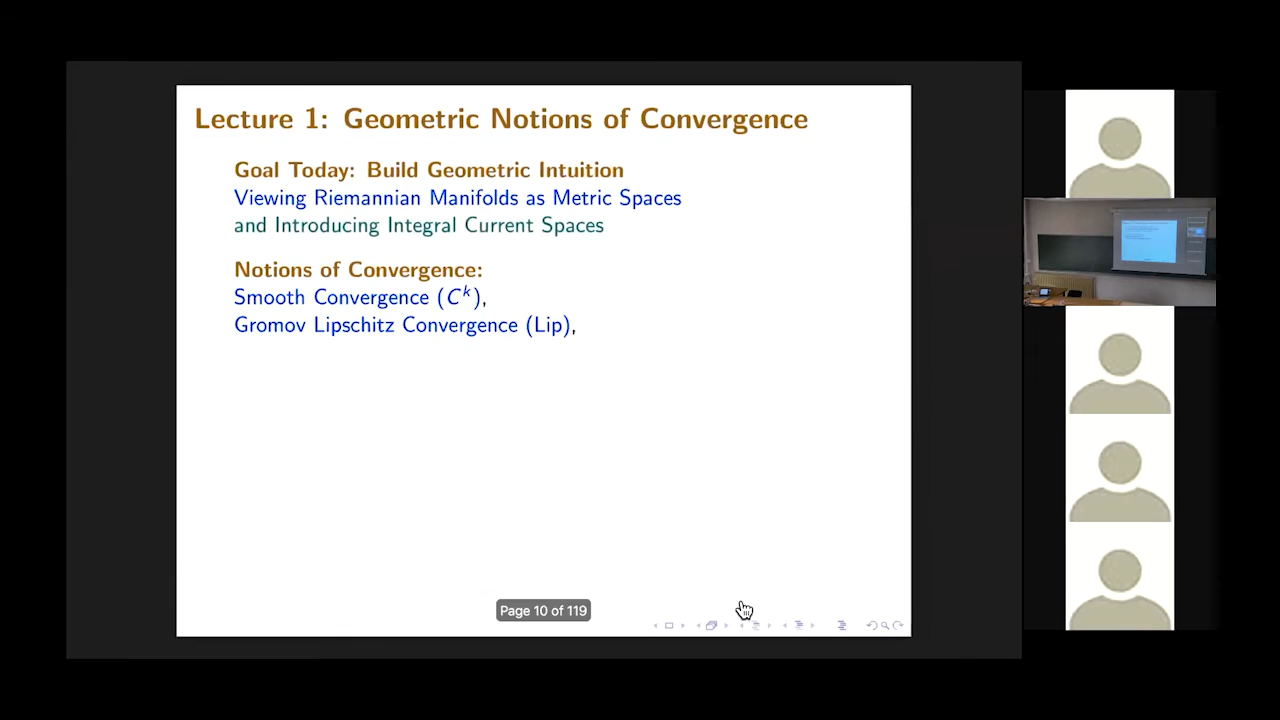 Lecture 1: Geometric Notions of Convergence
Goal Today: Build Geometric Intuition
Viewing Riemannian Manifolds as Metric Spaces
and Introducing Integral Current Spaces
Notions of Convergence:
Smooth Convergence (C^k),
Gromov Lipschitz Convergence (Lip),
Page 10 of 119